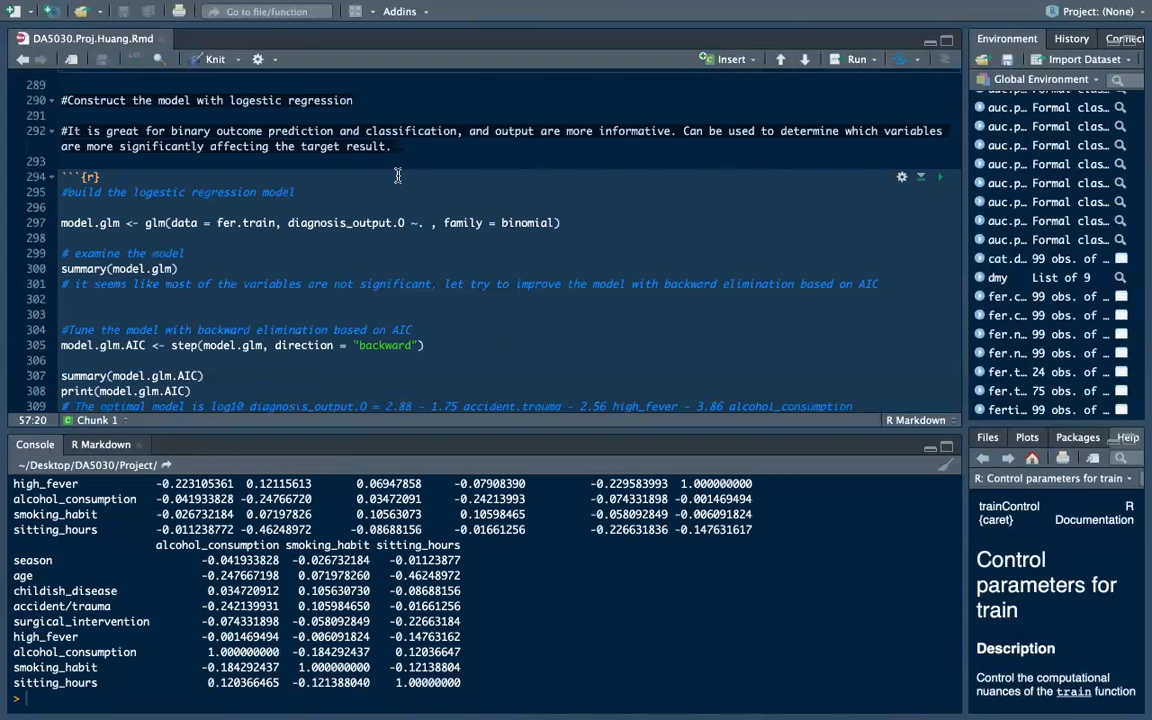 Go to file/function
Addins
Project: (None)
DA5030.Proj.Huang.Rmd
Knit
Insert
Run
289
290 #Construct the model with logestic regression
291
292 #It is great for binary outcome prediction and classification, and output are more informative. Can be used to determine which variables
are more significantly affecting the target result.
293
294 ```{r}
295 #build the logestic regression model
296
297 model.glm <- glm(data = fer.train, diagnosis_output.O ~. , family = binomial)
298
299 # examine the model
300 summary(model.glm)
301 # it seems like most of the variables are not significant, let try to improve the model with backward elimination based on AIC
302
303
304 #Tune the model with backward elimination based on AIC
305 model.glm.AIC <- step(model.glm, direction = "backward")
306
307 summary(model.glm.AIC)
308 print(model.glm.AIC)
309 # The optimal model is log10 diagnosis_output.O = 2.88 - 1.75 accident.trauma - 2.56 high_fever - 3.86 alcohol_consumption
57:20 Chunk 1 R Markdown
Console R Markdown
~/Desktop/DA5030/Project/
high_fever -0.223105361 0.12115613 0.06947858 -0.07908390 -0.229583993 1.000000000
alcohol_consumption -0.041933828 -0.24766720 0.03472091 -0.24213993 -0.074331898 -0.001469494
smoking_habit -0.026732184 0.07197826 0.10563073 0.10598465 -0.058092849 -0.006091824
sitting_hours -0.011238772 -0.46248972 -0.08688156 -0.01661256 -0.226631836 -0.147631617
alcohol_consumption smoking_habit sitting_hours
season -0.041933828 -0.026732184 -0.01123877
age -0.247667198 0.071978260 -0.46248972
childish_disease 0.034720912 0.105630730 -0.08688156
accident/trauma -0.242139931 0.105984650 -0.01661256
surgical_intervention -0.074331898 -0.058092849 -0.22663184
high_fever -0.001469494 -0.006091824 -0.14763162
alcohol_consumption 1.000000000 -0.184292437 0.12036647
smoking_habit -0.184292437 1.000000000 -0.12138804
sitting_hours 0.120366465 -0.121388040 1.00000000
>
Environment History
Import Dataset
Global Environment
auc.p… Formal clas…
auc.p… Formal clas…
auc.p… Formal clas…
auc.p… Formal clas…
auc.p… Formal clas…
auc.p… Formal clas…
auc.p… Formal clas…
auc.p… Formal clas…
cat.d… 99 obs. of …
dmy List of 9
fer.c… 99 obs. of …
fer.c… 99 obs. of …
fer.n… 99 obs. of …
fer.t… 24 obs. of …
fer.t… 75 obs. of …
ferti… 99 obs. of …
Files Plots Packages Help
R: Control parameters for train
trainControl {caret} R Documentation
Control
parameters for
train
Description
Control the computational
nuances of the train function